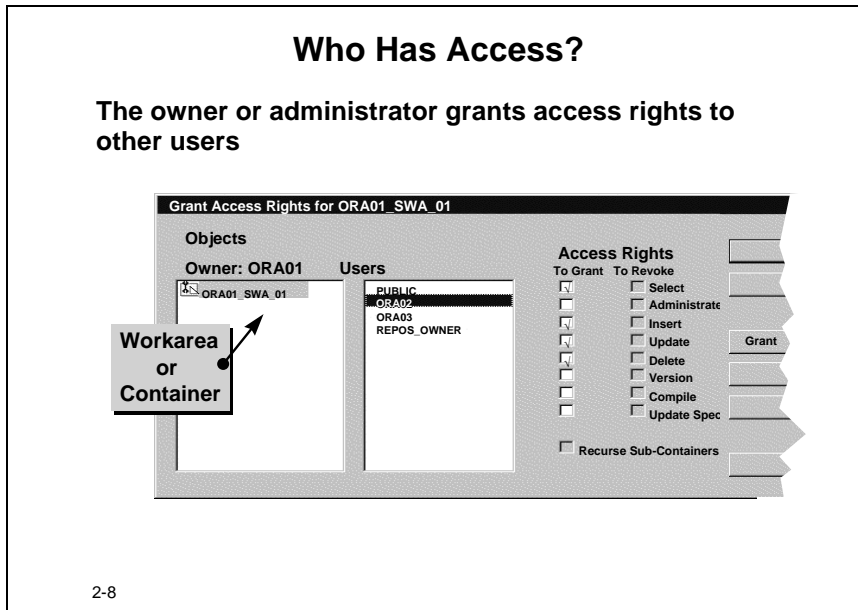 Who Has Access?
The owner or administrator grants access rights to
other users
Grant Access Rights for ORA01_SWA_01
Objects
Owner: ORA01
ORA01_SWA_01
Workarea
or
Container
Users
PUBLIC
ORA02
ORA03
REPOS_OWNER
Access Rights
To Grant To Revoke
Select
Administrate
Insert
Update
Delete
Version
Compile
Update Spec
Recurse Sub-Containers
Grant
2-8